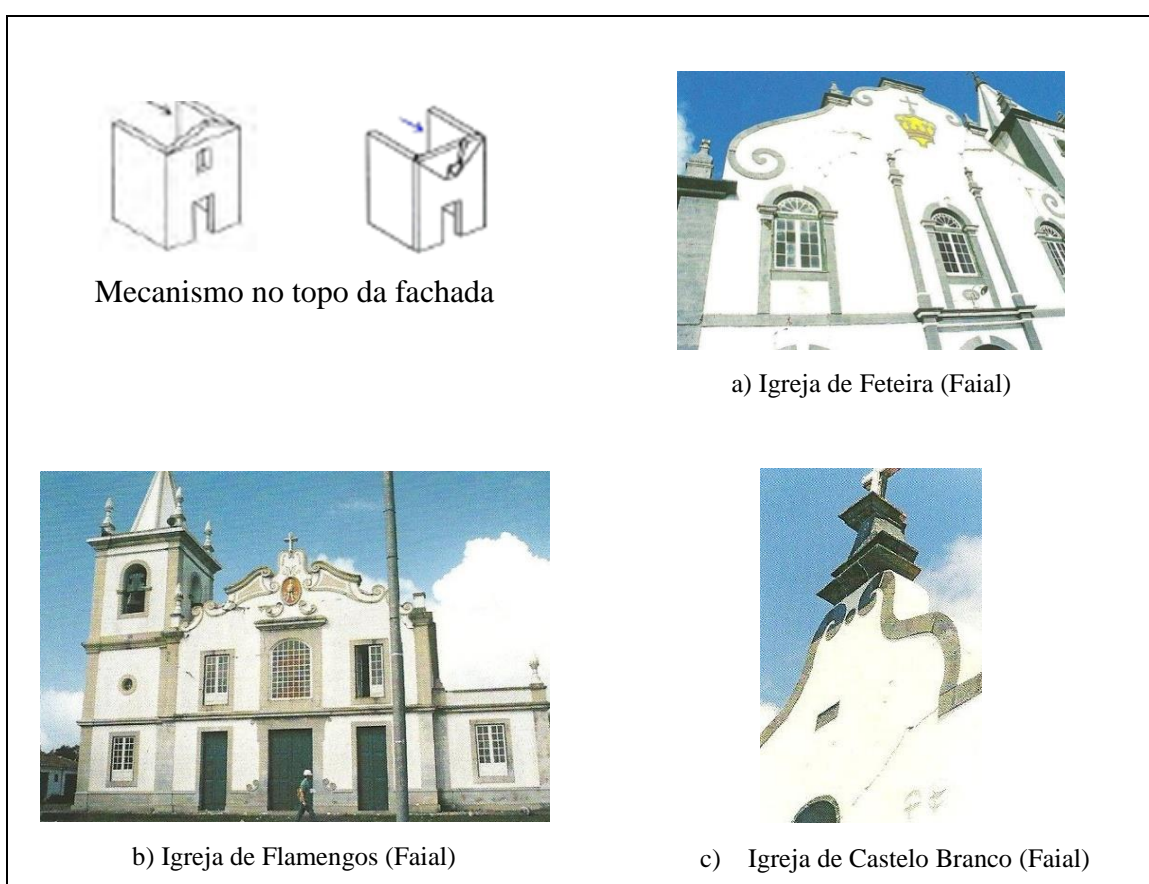 Mecanismo no topo da fachada
a) Igreja de Feteira (Faial)
b) Igreja de Flamengos (Faial)
c) Igreja de Castelo Branco (Faial)